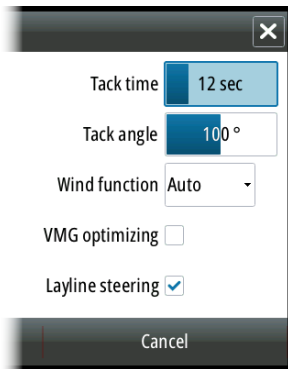 Tack time 12 sec
Tack angle 100 °
Wind function Auto
VMG optimizing
Layline steering
Cancel